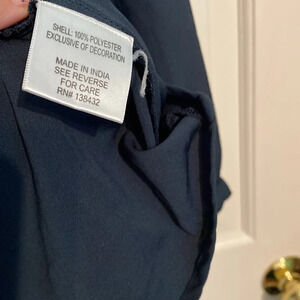 SHELL: 100% POLYESTER
EXCLUSIVE OF DECORATION
MADE IN INDIA
SEE REVERSE
FOR CARE
RN# 138432